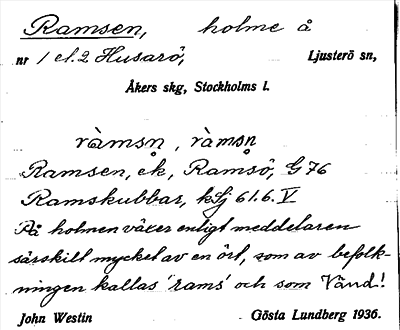 Ramsen, holme å
nr 1 el. 2 Husarö, Ljusterö sn,
Åkers skg, Stockholms l.
ràmsn̥, ràmsn̥
Ramsen, ek, Ramsö, G 76
Ramskubbar, kSj 61.6. V
På holmen växer enligt meddelaren
särskilt mycket av en ört, som av befolk-
ningen kallas 'rams' och som Vänd!
John Westin Gösta Lundberg 1936.